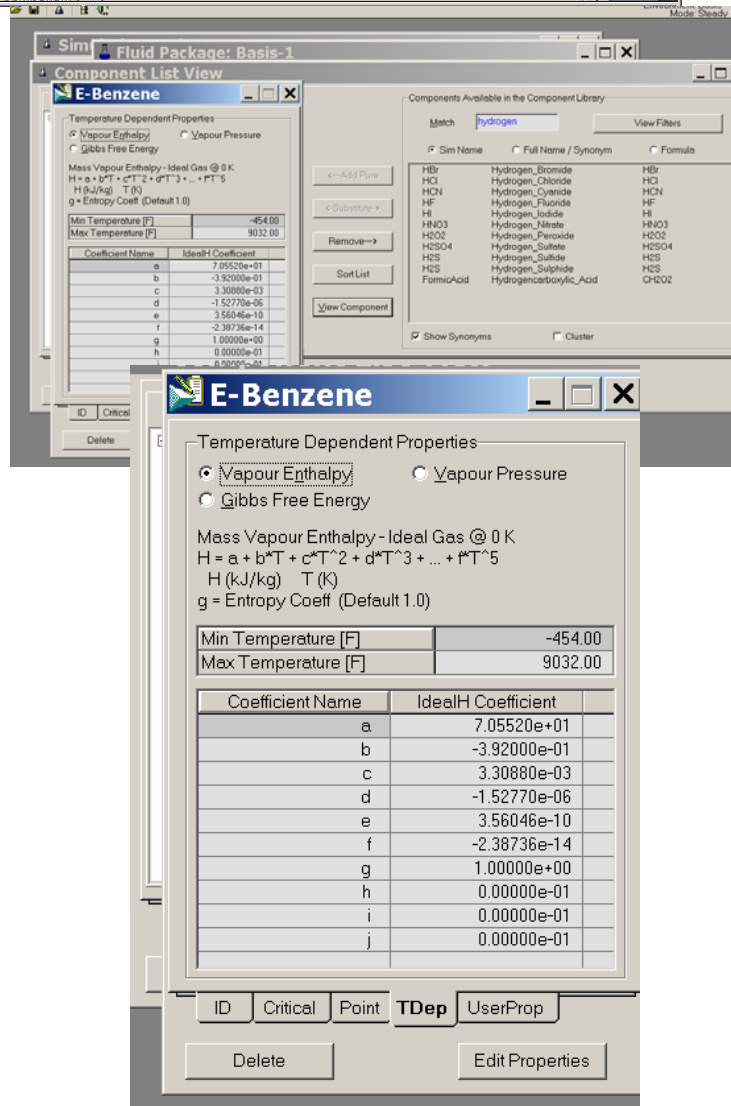 Mode: Steady
Fluid Package: Basis-1
Component List View
E-Benzene
Temperature Dependent Properties
Vapour Enthalpy Vapour Pressure
Gibbs Free Energy
Mass Vapour Enthalpy - Ideal Gas @ 0 K
H = a + b*T + c*T^2 + d*T^3 + ... + f*T^5
H (kJ/kg) T (K)
g = Entropy Coeff (Default 1.0)
Min Temperature [F] -454.00
Max Temperature [F] 9032.00
Coefficient Name IdealH Coefficient
a 7.05520e+01
b -3.92000e-01
c 3.30880e-03
d -1.52770e-06
e 3.56046e-10
f -2.38736e-14
g 1.00000e+00
h 0.00000e-01
ID Critical
Delete
<--Add Pure
<-Substitute->
Remove-->
Sort List
View Component
Components Available in the Component Library
Match hydrogen View Filters
Sim Name Full Name / Synonym Formula
HBr Hydrogen_Bromide HBr
HCl Hydrogen_Chloride HCl
HCN Hydrogen_Cyanide HCN
HF Hydrogen_Fluoride HF
HI Hydrogen_Iodide HI
HNO3 Hydrogen_Nitrate HNO3
H2O2 Hydrogen_Peroxide H2O2
H2SO4 Hydrogen_Sulfate H2SO4
H2S Hydrogen_Sulfide H2S
H2S Hydrogen_Sulphide H2S
FormicAcid Hydrogencarboxylic_Acid CH2O2
Show Synonyms Cluster
E-Benzene
Temperature Dependent Properties
Vapour Enthalpy Vapour Pressure
Gibbs Free Energy
Mass Vapour Enthalpy - Ideal Gas @ 0 K
H = a + b*T + c*T^2 + d*T^3 + ... + f*T^5
H (kJ/kg) T (K)
g = Entropy Coeff (Default 1.0)
Min Temperature [F] -454.00
Max Temperature [F] 9032.00
Coefficient Name IdealH Coefficient
a 7.05520e+01
b -3.92000e-01
c 3.30880e-03
d -1.52770e-06
e 3.56046e-10
f -2.38736e-14
g 1.00000e+00
h 0.00000e-01
i 0.00000e-01
j 0.00000e-01
ID Critical Point TDep UserProp
Delete Edit Properties